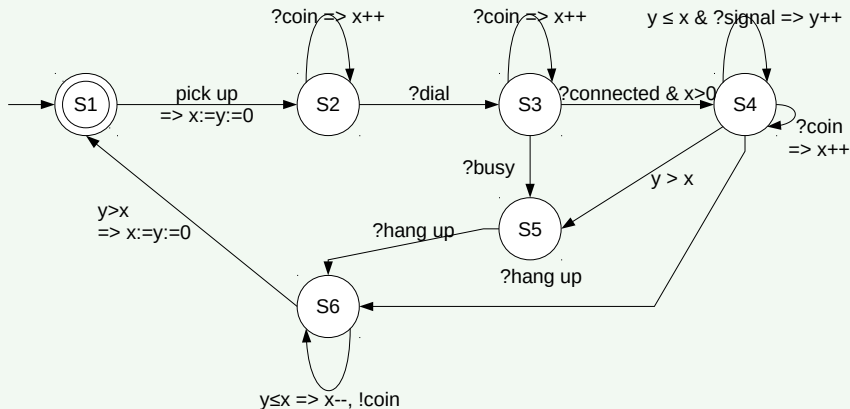 ?coin => x++
?coin => x++
y ≤ x & ?signal => y++
S1
pick up
=> x:=y:=0
S2
?dial
S3
?connected & x>0
S4
?coin
=> x++
?busy
y > x
y>x
=> x:=y:=0
?hang up
S5
?hang up
S6
y≤x => x--, !coin